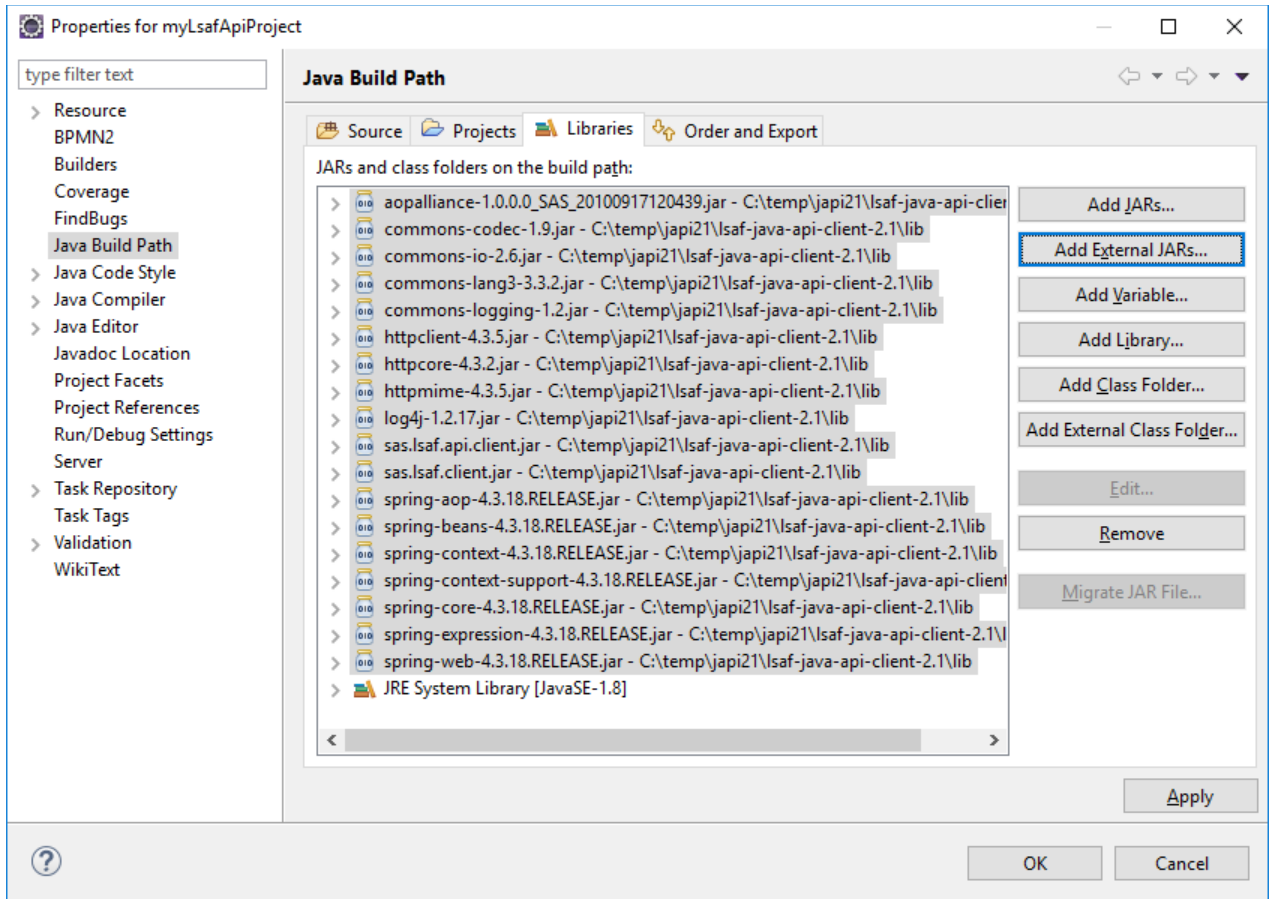 Properties for myLsafApiProject
type filter text
Resource
BPMN2
Builders
Coverage
FindBugs
Java Build Path
Java Code Style
Java Compiler
Java Editor
Javadoc Location
Project Facets
Project References
Run/Debug Settings
Server
Task Repository
Task Tags
Validation
WikiText
Java Build Path
Source Projects Libraries Order and Export
JARs and class folders on the build path:
aopalliance-1.0.0.0_SAS_20100917120439.jar - C:\temp\japi21\lsaf-java-api-clier
commons-codec-1.9.jar - C:\temp\japi21\lsaf-java-api-client-2.1\lib
commons-io-2.6.jar - C:\temp\japi21\lsaf-java-api-client-2.1\lib
commons-lang3-3.3.2.jar - C:\temp\japi21\lsaf-java-api-client-2.1\lib
commons-logging-1.2.jar - C:\temp\japi21\lsaf-java-api-client-2.1\lib
httpclient-4.3.5.jar - C:\temp\japi21\lsaf-java-api-client-2.1\lib
httpcore-4.3.2.jar - C:\temp\japi21\lsaf-java-api-client-2.1\lib
httpmime-4.3.5.jar - C:\temp\japi21\lsaf-java-api-client-2.1\lib
log4j-1.2.17.jar - C:\temp\japi21\lsaf-java-api-client-2.1\lib
sas.lsaf.api.client.jar - C:\temp\japi21\lsaf-java-api-client-2.1\lib
sas.lsaf.client.jar - C:\temp\japi21\lsaf-java-api-client-2.1\lib
spring-aop-4.3.18.RELEASE.jar - C:\temp\japi21\lsaf-java-api-client-2.1\lib
spring-beans-4.3.18.RELEASE.jar - C:\temp\japi21\lsaf-java-api-client-2.1\lib
spring-context-4.3.18.RELEASE.jar - C:\temp\japi21\lsaf-java-api-client-2.1\lib
spring-context-support-4.3.18.RELEASE.jar - C:\temp\japi21\lsaf-java-api-client
spring-core-4.3.18.RELEASE.jar - C:\temp\japi21\lsaf-java-api-client-2.1\lib
spring-expression-4.3.18.RELEASE.jar - C:\temp\japi21\lsaf-java-api-client-2.1\l
spring-web-4.3.18.RELEASE.jar - C:\temp\japi21\lsaf-java-api-client-2.1\lib
JRE System Library [JavaSE-1.8]
Add JARs...
Add External JARs...
Add Variable...
Add Library...
Add Class Folder...
Add External Class Folder...
Edit...
Remove
Migrate JAR File...
Apply
OK Cancel